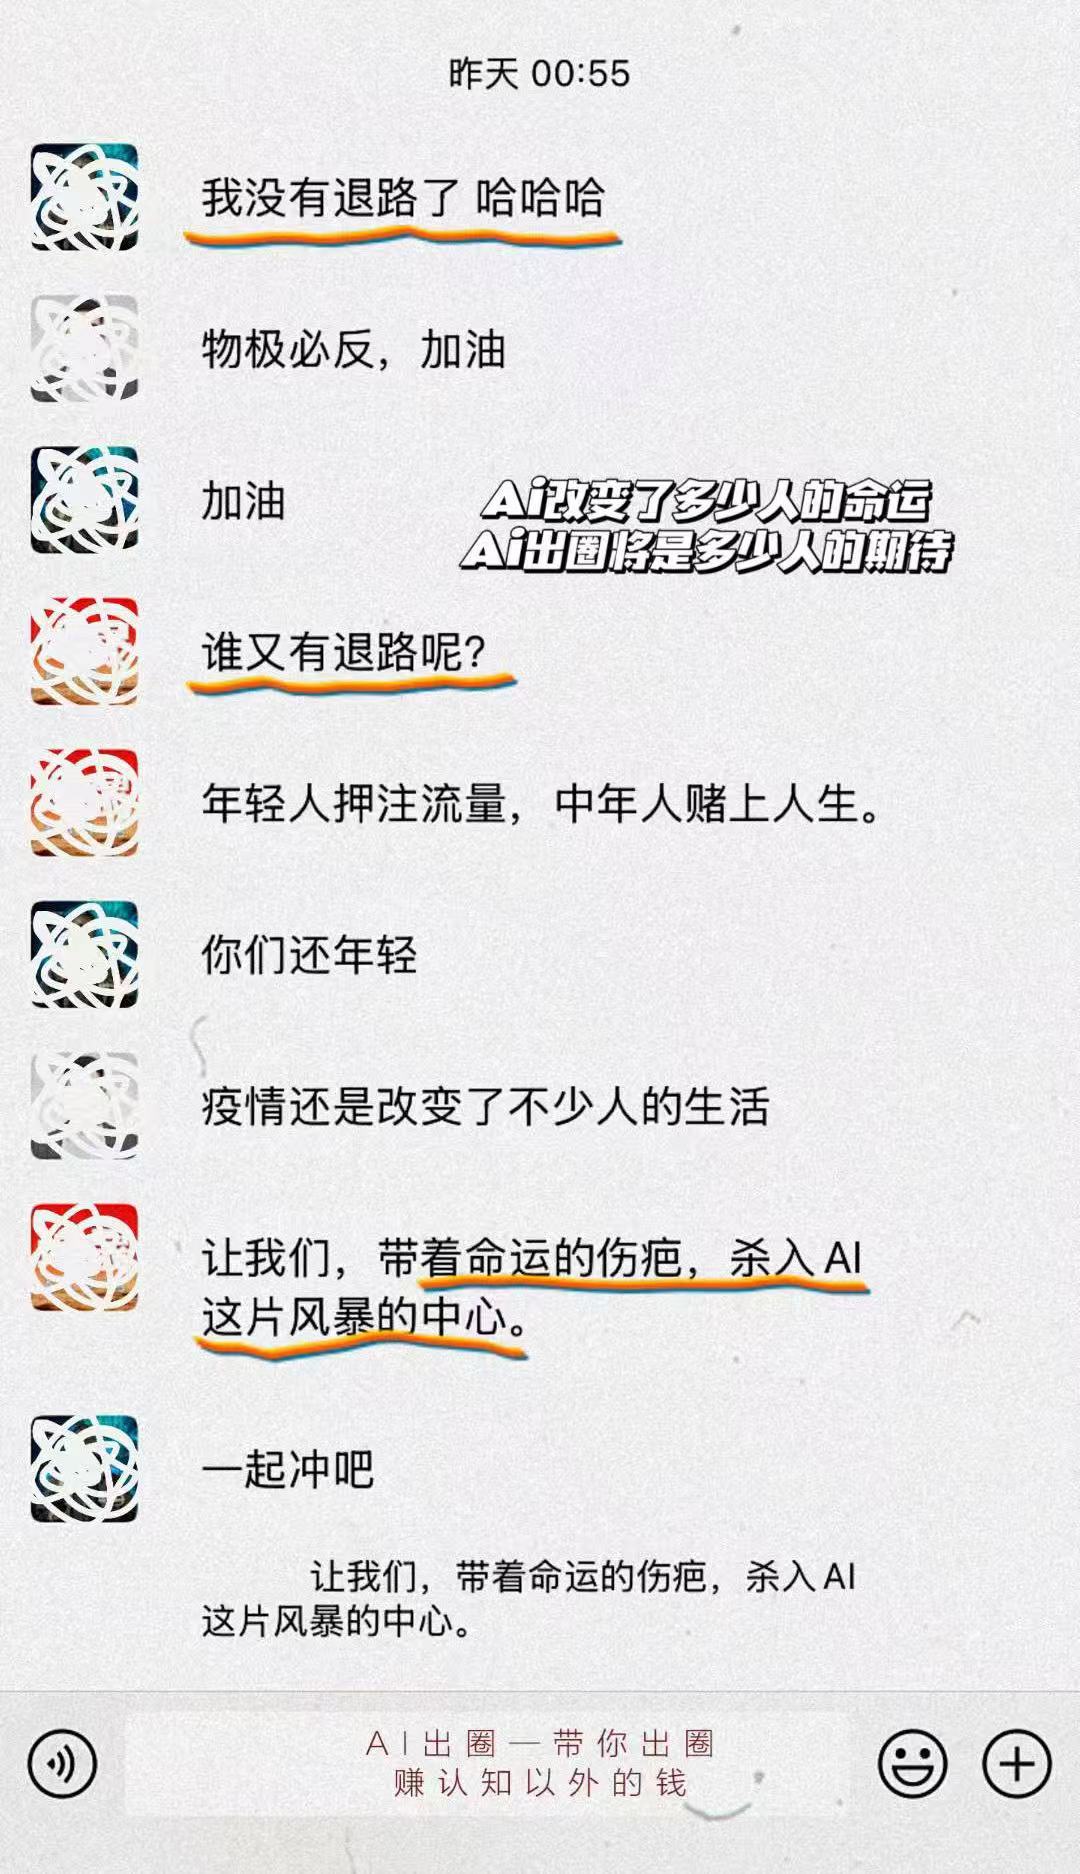 昨天 00:55
我没有退路了 哈哈哈
物极必反，加油
加油
Ai改变了多少人的命运
Ai出圈将是多少人的期待
谁又有退路呢？
年轻人押注流量，中年人赌上人生。
你们还年轻
疫情还是改变了不少人的生活
让我们，带着命运的伤疤，杀入AI
这片风暴的中心。
一起冲吧
让我们，带着命运的伤疤，杀入AI
这片风暴的中心。
AI出圈—带你出圈
赚认知以外的钱